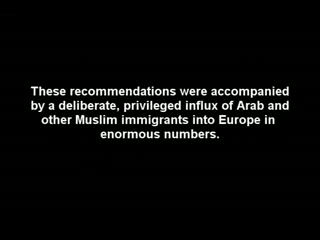 These recommendations were accompanied
by a deliberate, privileged influx of Arab and
other Muslim immigrants into Europe in
enormous numbers.